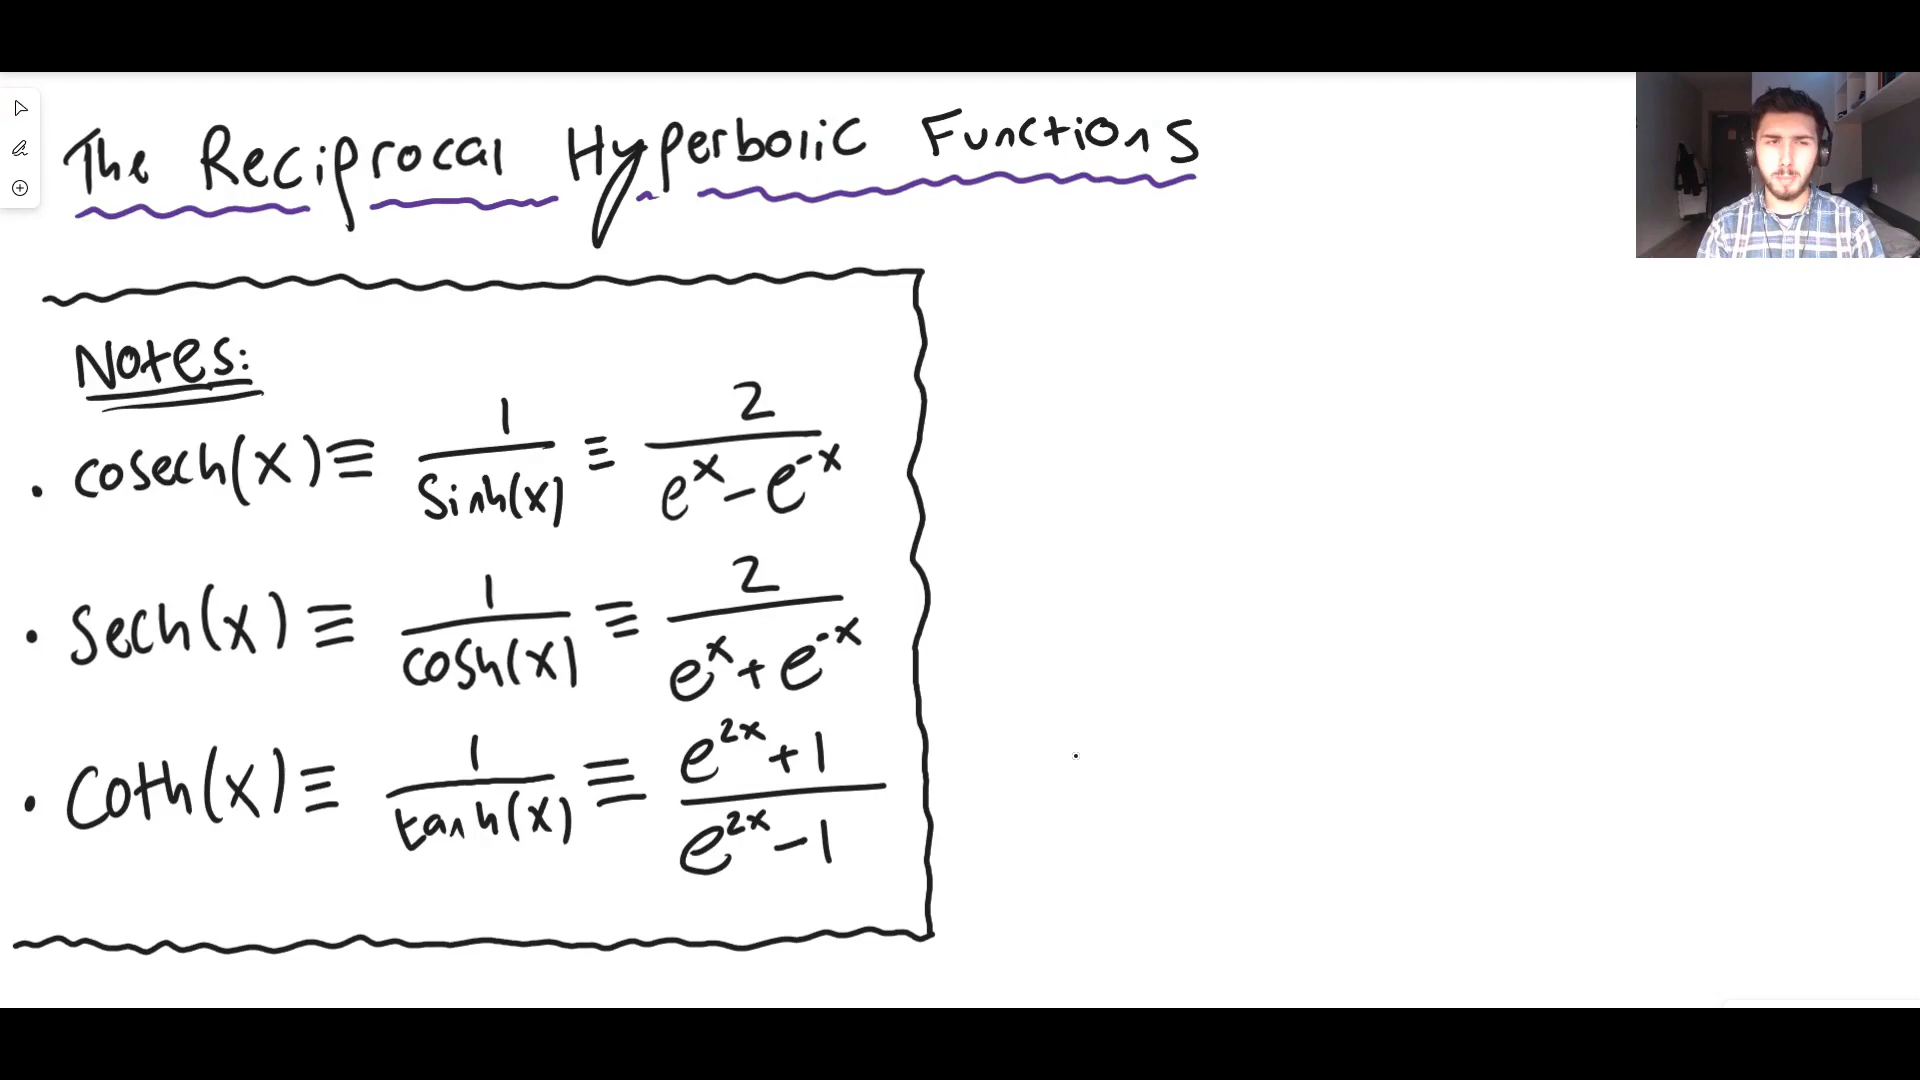 The Reciprocal Hyperbolic Functions
Notes:
• cosech(x) ≡ 1/sinh(x) ≡ 2/(e^x - e^-x)
• Sech(x) ≡ 1/cosh(x) ≡ 2/(e^x + e^-x)
• Coth(x) ≡ 1/tanh(x) ≡ (e^2x + 1)/(e^2x - 1)